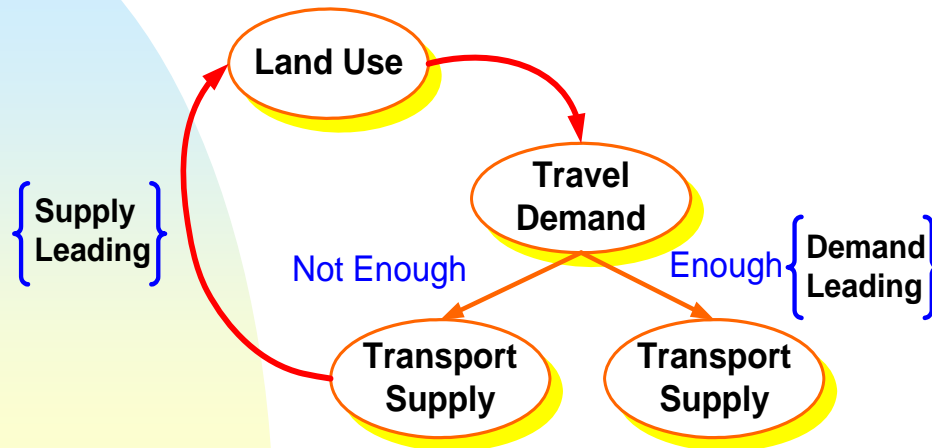 Land Use
Travel
Demand
Supply
Leading
Not Enough
Enough
Demand
Leading
Transport
Supply
Transport
Supply